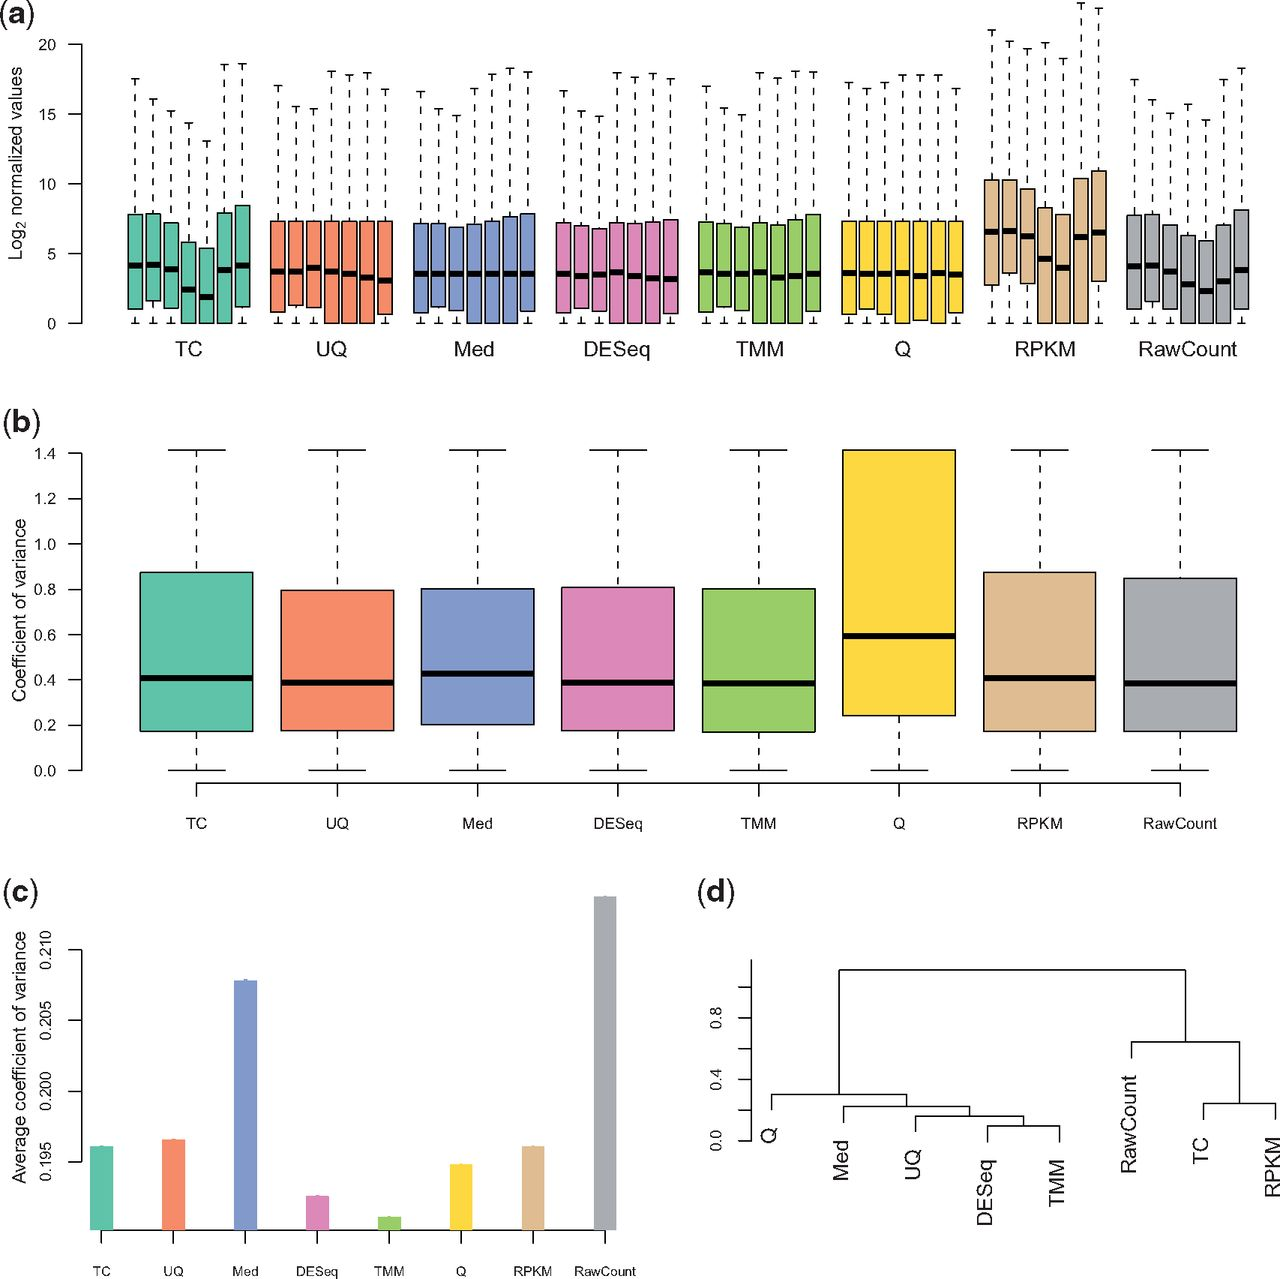 (a)
Log2 normalized values
20
15
10
5
0
TC UQ Med DESeq TMM Q RPKM RawCount
(b)
Coefficient of variance
1.4
1.2
1.0
0.8
0.6
0.4
0.2
0.0
TC UQ Med DESeq TMM Q RPKM RawCount
(c)
Average coefficient of variance
0.210
0.205
0.200
0.195
TC UQ Med DESeq TMM Q RPKM RawCount
(d)
0.8
0.4
0.0
Q Med UQ DESeq TMM RawCount TC RPKM